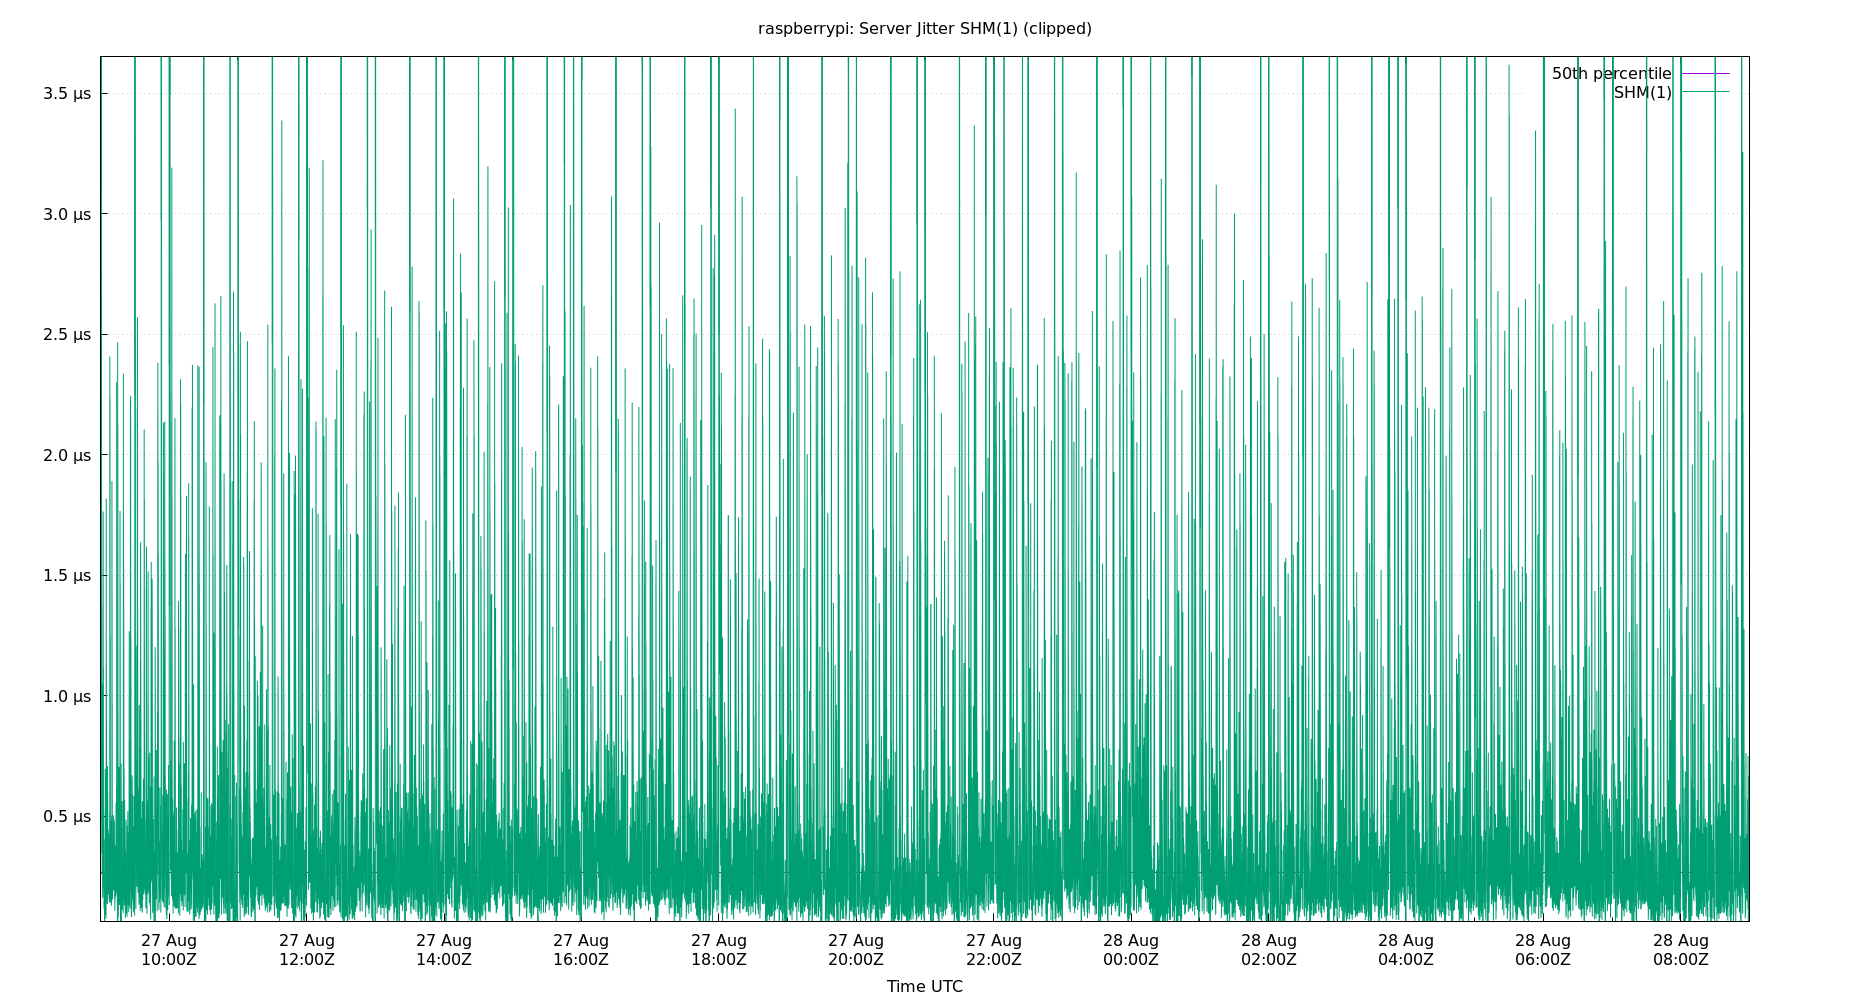 raspberrypi: Server Jitter SHM(1) (clipped)
50th percentile
SHM(1)
3.5 μs
3.0 μs
2.5 μs
2.0 μs
1.5 μs
1.0 μs
0.5 μs
27 Aug 27 Aug 27 Aug 27 Aug 27 Aug 27 Aug 27 Aug 28 Aug 28 Aug 28 Aug 28 Aug 28 Aug
10:00Z 12:00Z 14:00Z 16:00Z 18:00Z 20:00Z 22:00Z 00:00Z 02:00Z 04:00Z 06:00Z 08:00Z
Time UTC